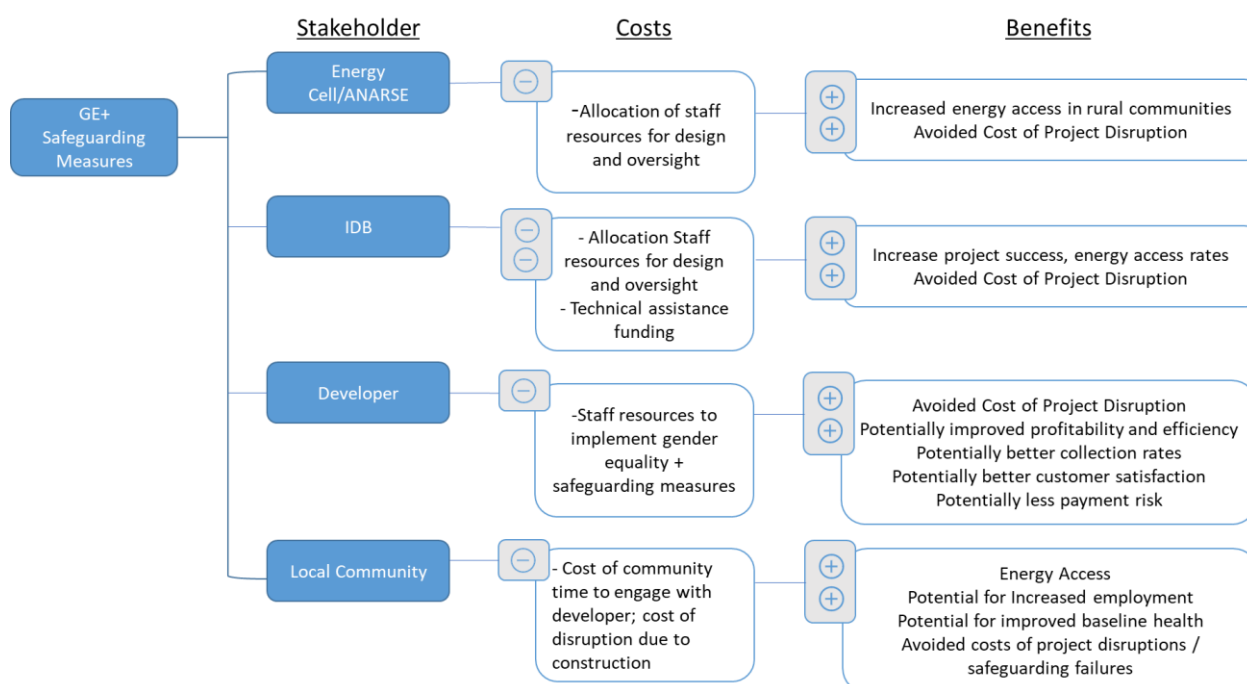 Stakeholder
Costs
Benefits
GE+
Safeguarding
Measures
Energy
Cell/ANARSE
-Allocation of staff
resources for design
and oversight
Increased energy access in rural communities
Avoided Cost of Project Disruption
IDB
- Allocation Staff
resources for design
and oversight
- Technical assistance
funding
Increase project success, energy access rates
Avoided Cost of Project Disruption
Developer
-Staff resources to
implement gender
equality +
safeguarding measures
Avoided Cost of Project Disruption
Potentially improved profitability and efficiency
Potentially better collection rates
Potentially better customer satisfaction
Potentially less payment risk
Local Community
- Cost of community
time to engage with
developer; cost of
disruption due to
construction
Energy Access
Potential for Increased employment
Potential for improved baseline health
Avoided costs of project disruptions /
safeguarding failures